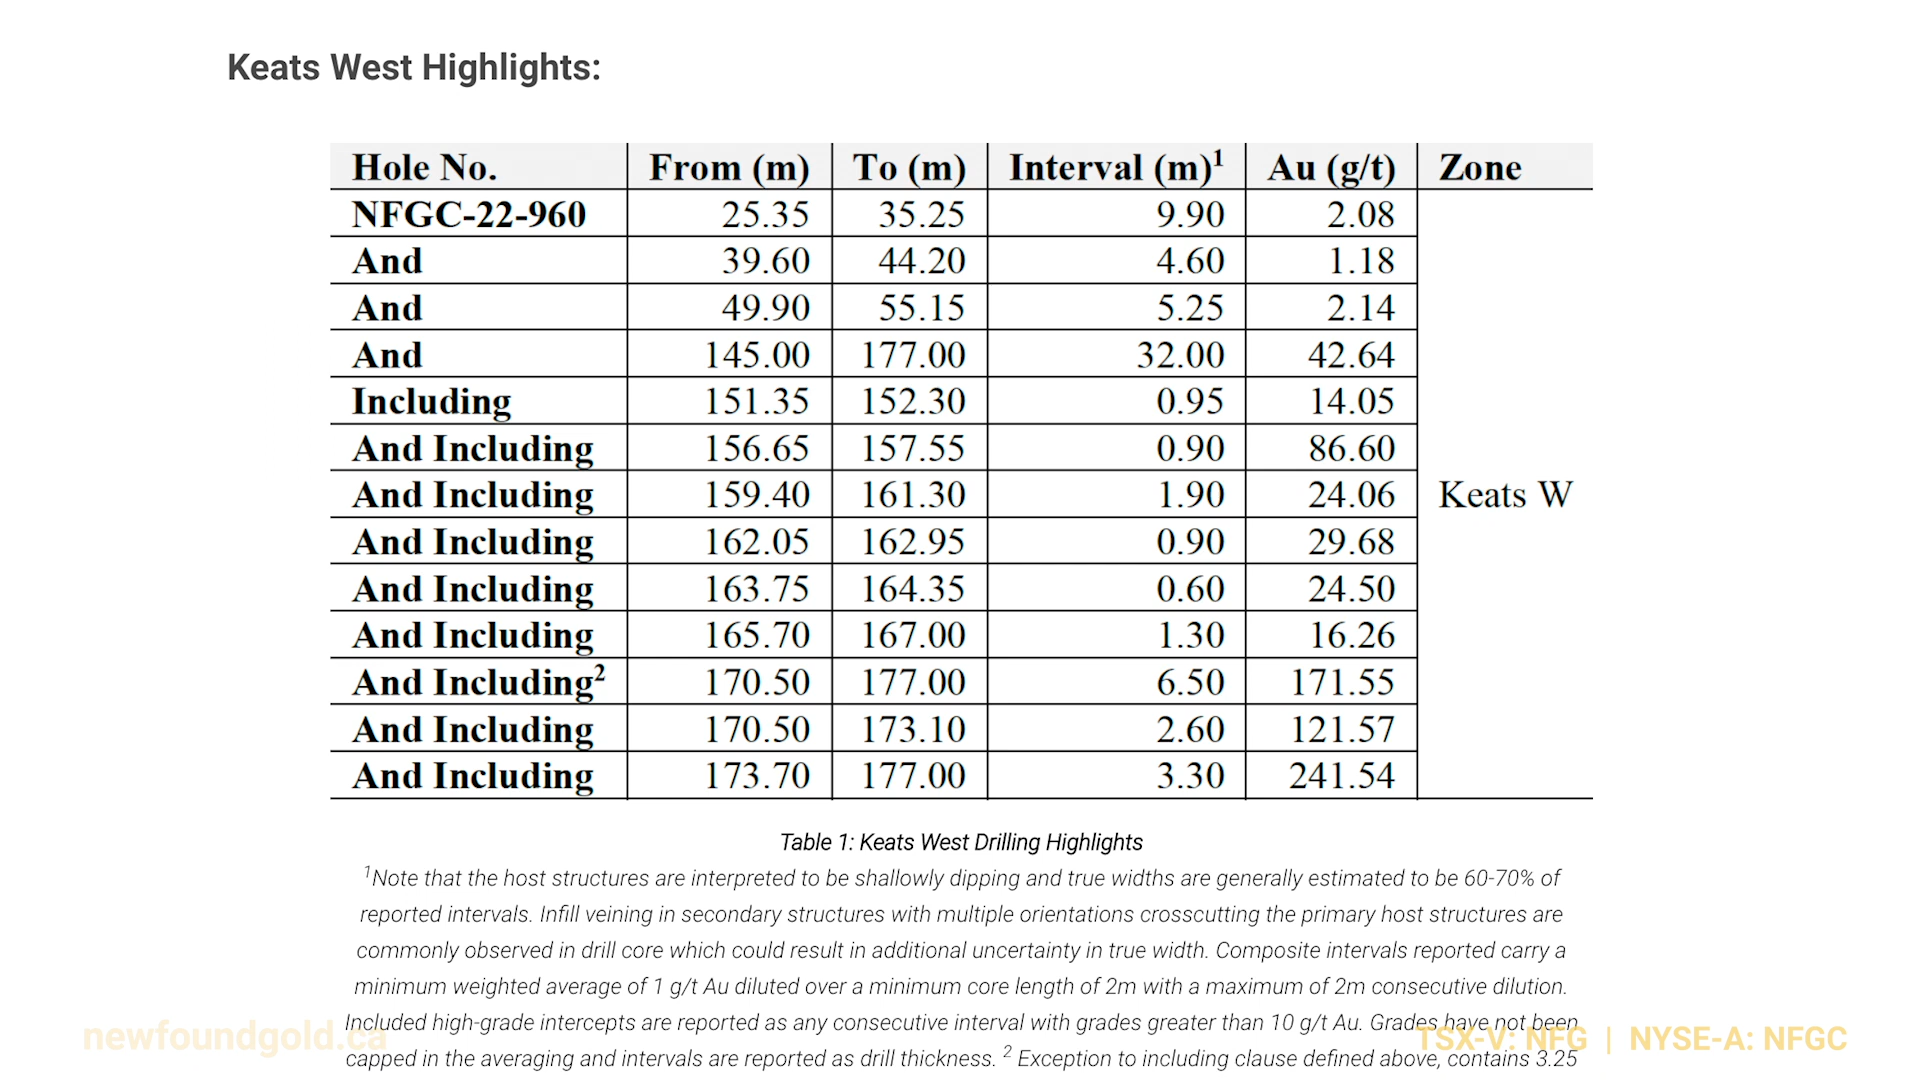 Keats West Highlights:
Hole No. From (m) To (m) Interval (m)¹ Au (g/t) Zone
NFGC-22-960 25.35 35.25 9.90 2.08
And 39.60 44.20 4.60 1.18
And 49.90 55.15 5.25 2.14
And 145.00 177.00 32.00 42.64
Including 151.35 152.30 0.95 14.05
And Including 156.65 157.55 0.90 86.60
And Including 159.40 161.30 1.90 24.06 Keats W
And Including 162.05 162.95 0.90 29.68
And Including 163.75 164.35 0.60 24.50
And Including 165.70 167.00 1.30 16.26
And Including² 170.50 177.00 6.50 171.55
And Including 170.50 173.10 2.60 121.57
And Including 173.70 177.00 3.30 241.54
Table 1: Keats West Drilling Highlights
¹Note that the host structures are interpreted to be shallowly dipping and true widths are generally estimated to be 60-70% of
reported intervals. Infill veining in secondary structures with multiple orientations crosscutting the primary host structures are
commonly observed in drill core which could result in additional uncertainty in true width. Composite intervals reported carry a
minimum weighted average of 1 g/t Au diluted over a minimum core length of 2m with a maximum of 2m consecutive dilution.
Included high-grade intercepts are reported as any consecutive interval with grades greater than 10 g/t Au. Grades have not been
capped in the averaging and intervals are reported as drill thickness. ² Exception to including clause defined above, contains 3.25
newfoundgold.ca
TSX-V: NFG | NYSE-A: NFGC